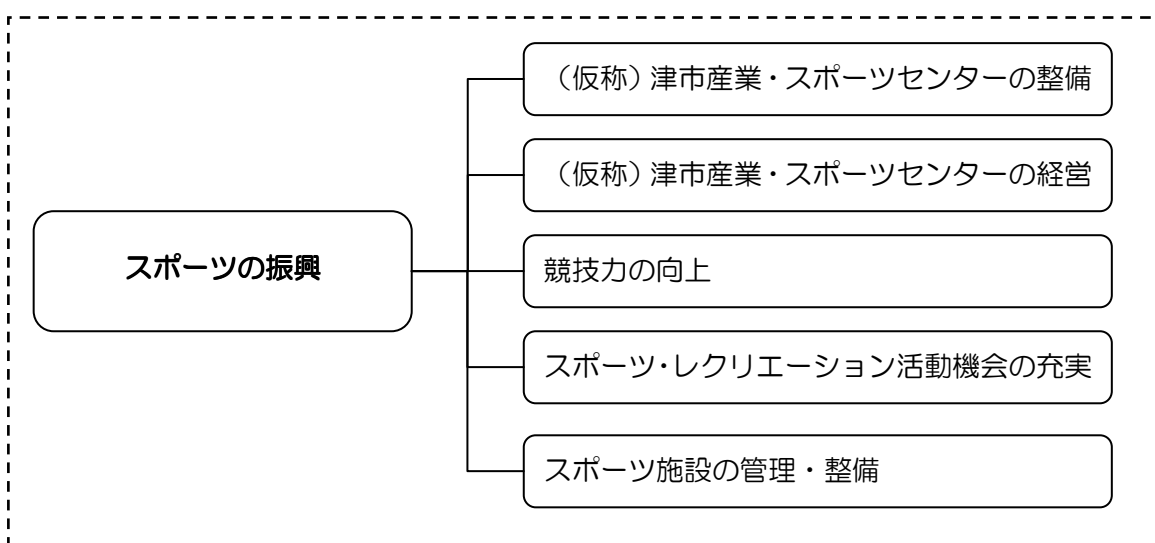 スポーツの振興
（仮称）津市産業・スポーツセンターの整備
（仮称）津市産業・スポーツセンターの経営
競技力の向上
スポーツ・レクリエーション活動機会の充実
スポーツ施設の管理・整備